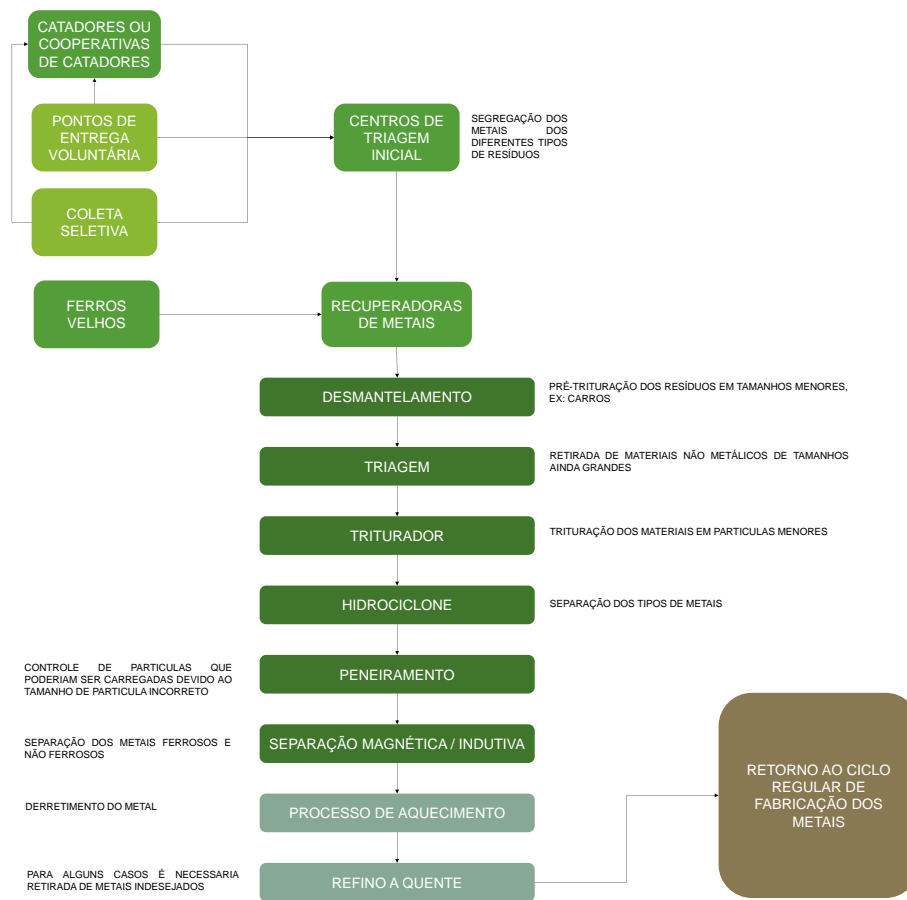 CATADORES OU
COOPERATIVAS
DE CATADORES
PONTOS DE
ENTREGA
VOLUNTÁRIA
CENTROS DE
TRIAGEM
INICIAL
SEGREGAÇÃO DOS
METAIS DOS
DIFERENTES TIPOS
DE RESÍDUOS
COLETA
SELETIVA
FERROS
VELHOS
RECUPERADORAS
DE METAIS
DESMANTELAMENTO
PRÉ-TRITURAÇÃO DOS RESÍDUOS EM TAMANHOS MENORES,
EX: CARROS
TRIAGEM
RETIRADA DE MATERIAIS NÃO METÁLICOS DE TAMANHOS
AINDA GRANDES
TRITURADOR
TRITURAÇÃO DOS MATERIAIS EM PARTICULAS MENORES
HIDROCICLONE
SEPARAÇÃO DOS TIPOS DE METAIS
CONTROLE DE PARTICULAS QUE
PODERIAM SER CARREGADAS DEVIDO AO
TAMANHO DE PARTICULA INCORRETO
PENEIRAMENTO
SEPARAÇÃO DOS METAIS FERROSOS E
NÃO FERROSOS
SEPARAÇÃO MAGNÉTICA / INDUTIVA
DERRETIMENTO DO METAL
PROCESSO DE AQUECIMENTO
RETORNO AO CICLO
REGULAR DE
FABRICAÇÃO DOS
METAIS
PARA ALGUNS CASOS É NECESSARIA
RETIRADA DE METAIS INDESEJADOS
REFINO A QUENTE